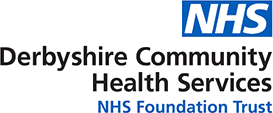 NHS
Derbyshire Community
Health Services
NHS Foundation Trust